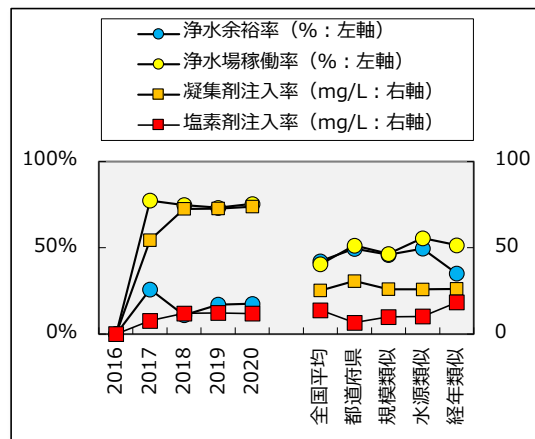 浄水余裕率（%：左軸）
浄水場稼働率（%：左軸）
凝集剤注入率（mg/L：右軸）
塩素剤注入率（mg/L：右軸）
100%
50%
0%
100
50
0
2016
2017
2018
2019
2020
全国平均
都道府県
規模類似
水源類似
経年類似